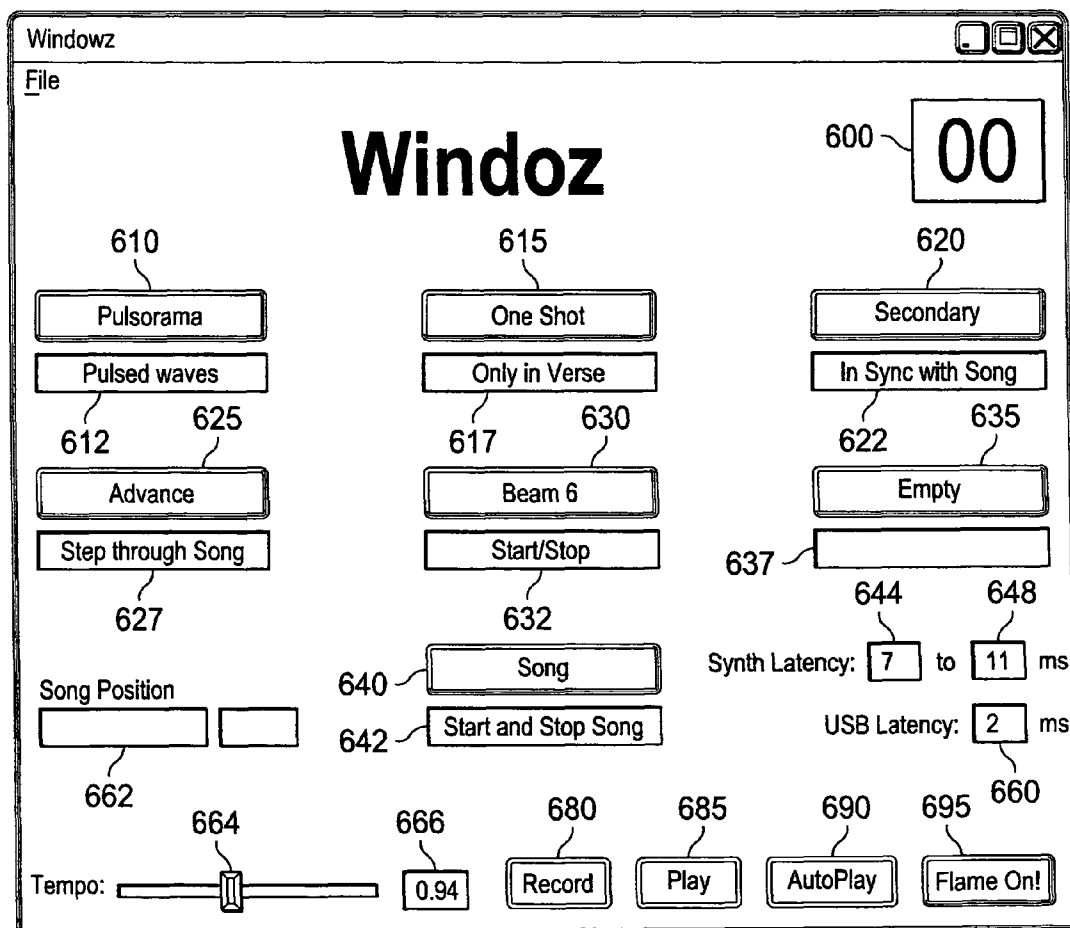 Windowz
File
Windoz
600
00
610 615 620
Pulsorama One Shot Secondary
Pulsed waves Only in Verse In Sync with Song
612 625 617 630 622 635
Advance Beam 6 Empty
Step through Song Start/Stop
637
627 632 644 648
Synth Latency: 7 to 11 ms
640 Song
Song Position
642 Start and Stop Song
USB Latency: 2 ms
662 660
664 666 680 685 690 695
Tempo: 0.94 Record Play AutoPlay Flame On!